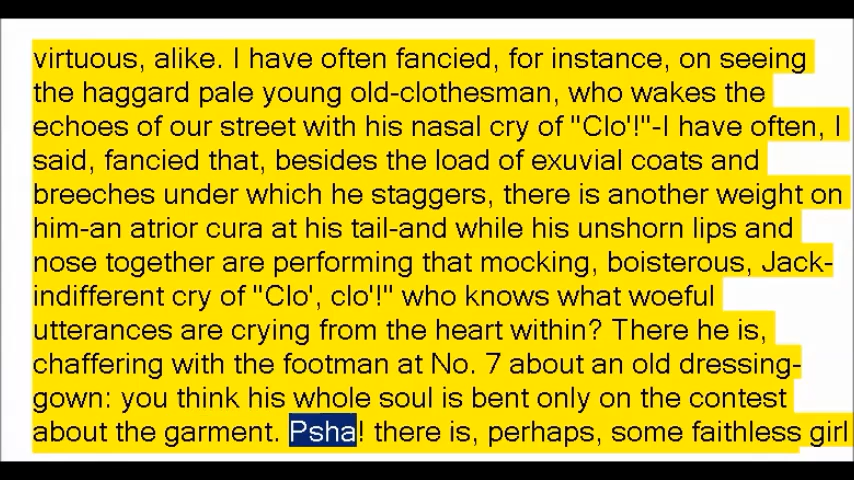 virtuous, alike. I have often fancied, for instance, on seeing
the haggard pale young old-clothesman, who wakes the
echoes of our street with his nasal cry of "Clo'!"-I have often, I
said, fancied that, besides the load of exuvial coats and
breeches under which he staggers, there is another weight on
him-an atrior cura at his tail-and while his unshorn lips and
nose together are performing that mocking, boisterous, Jack-
indifferent cry of "Clo', clo'!" who knows what woeful
utterances are crying from the heart within? There he is,
chaffering with the footman at No. 7 about an old dressing-
gown: you think his whole soul is bent only on the contest
about the garment. Psha! there is, perhaps, some faithless girl